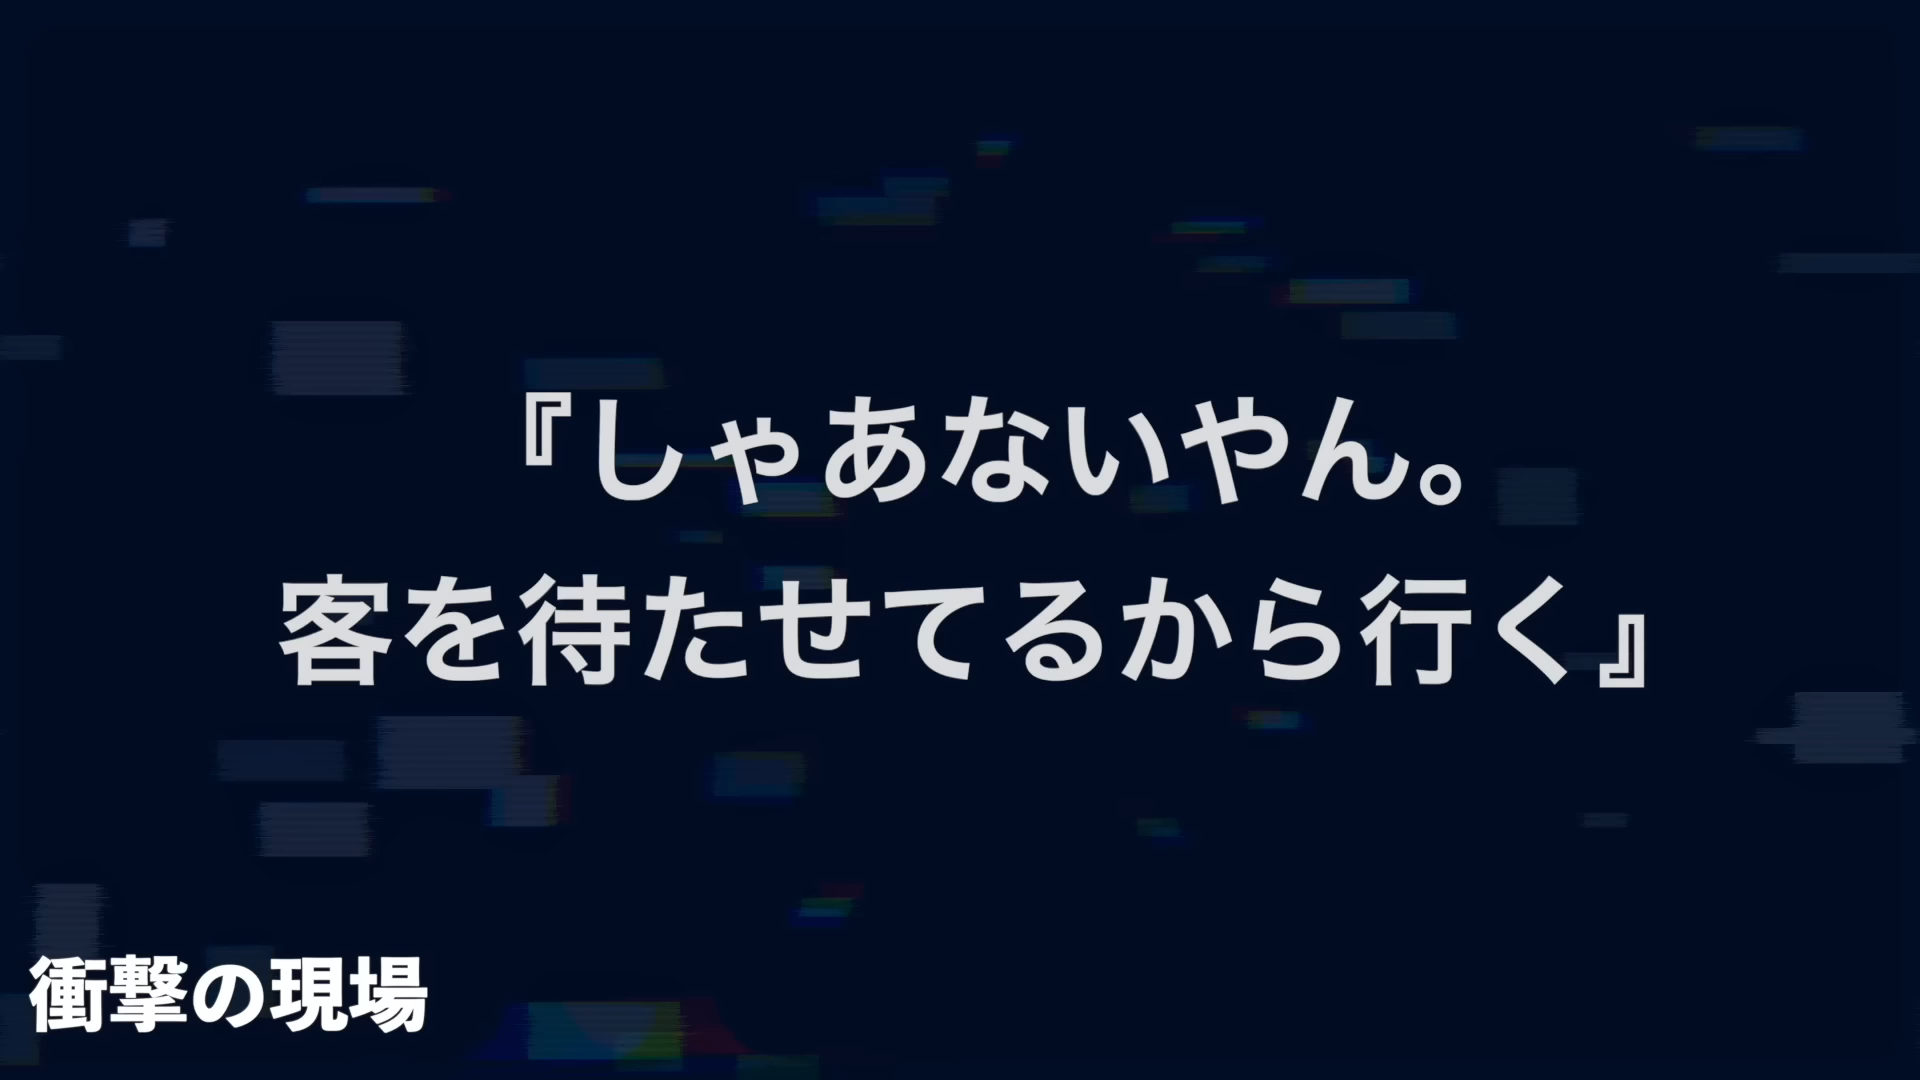 『しゃあないやん。
客を待たせてるから行く』
衝撃の現場